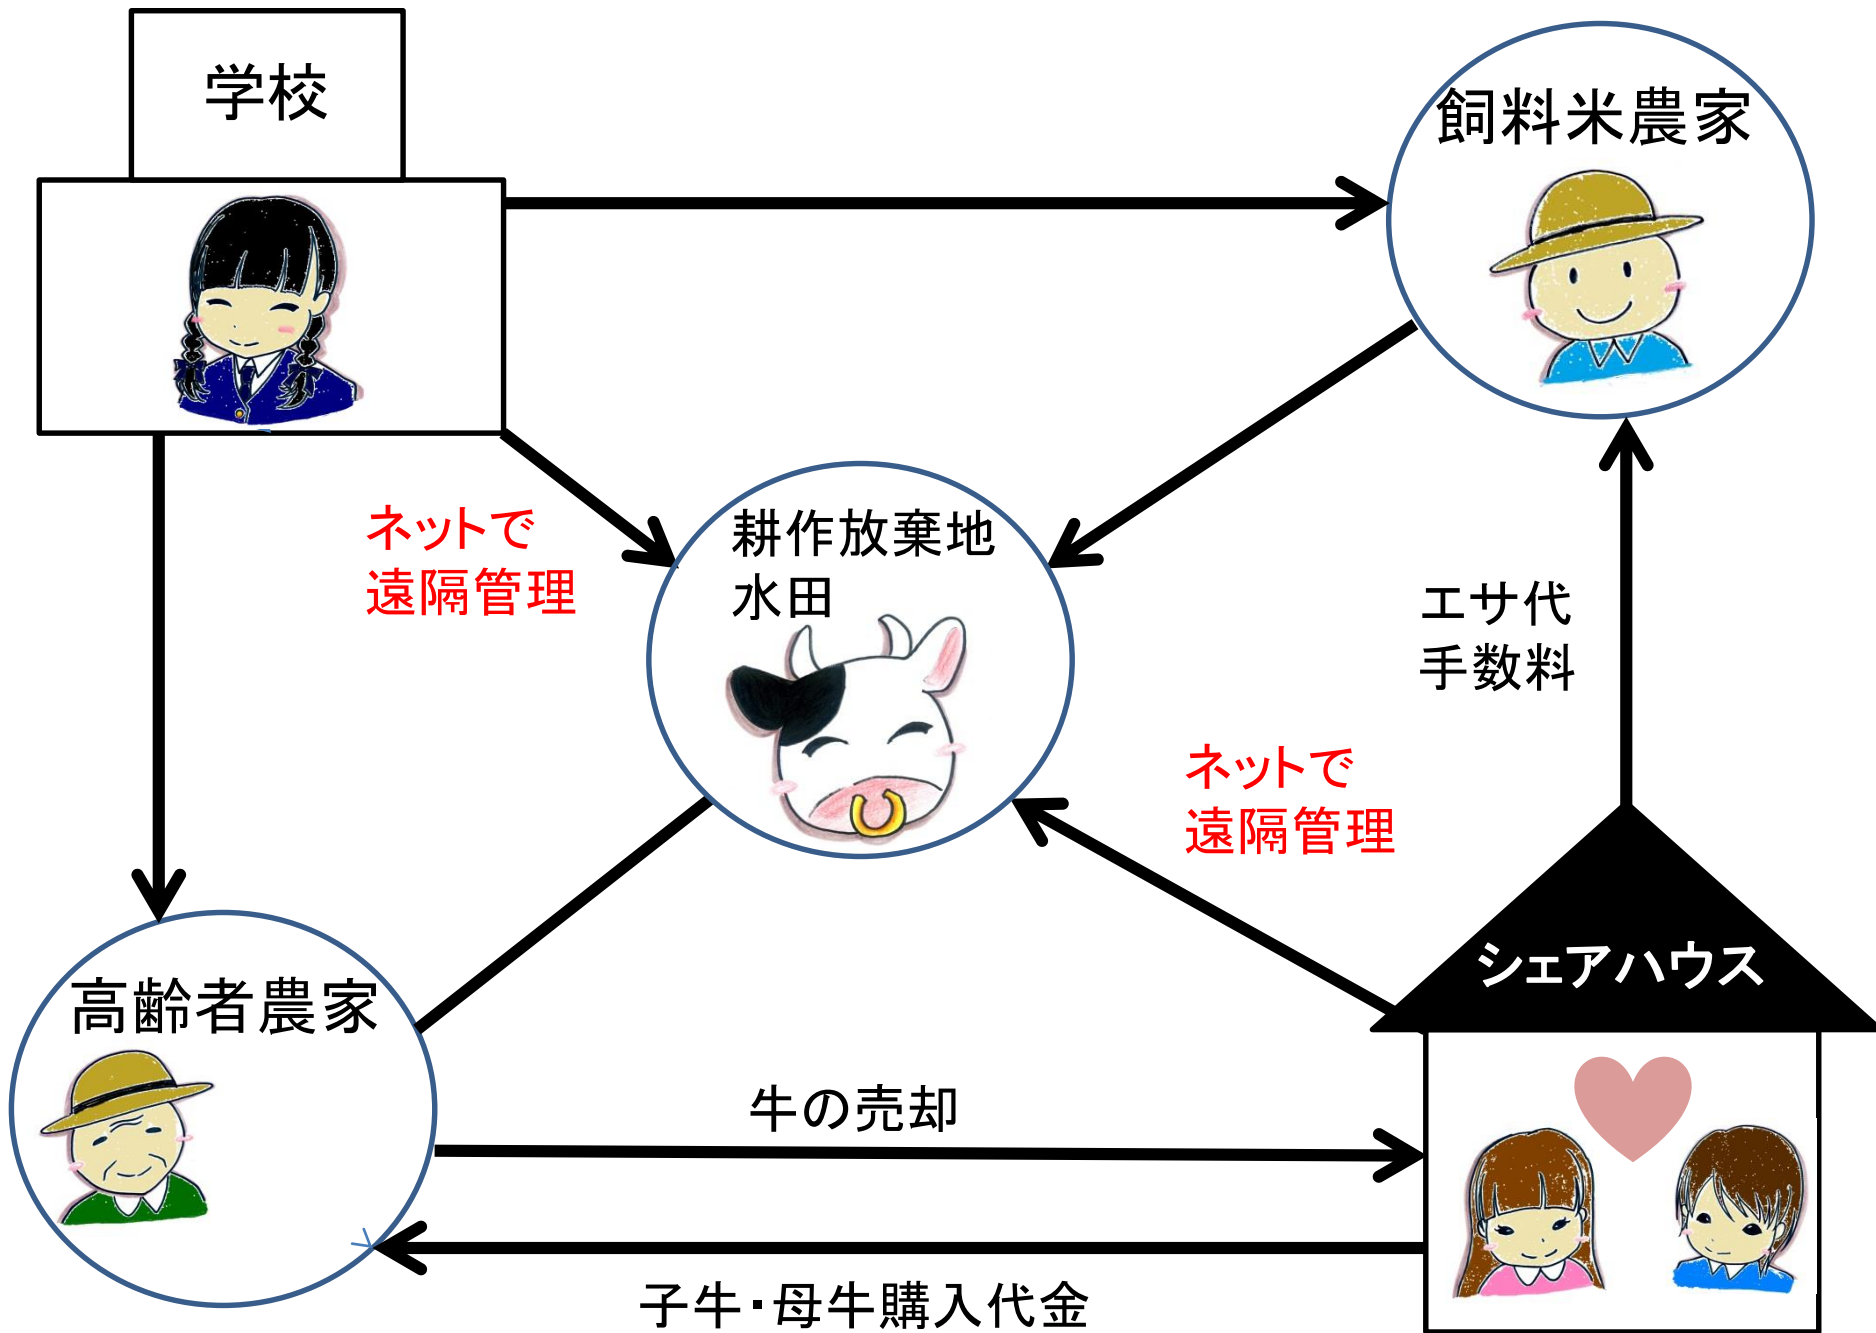 学校
飼料米農家
ネットで
遠隔管理
耕作放棄地
水田
エサ代
手数料
ネットで
遠隔管理
シェアハウス
高齢者農家
牛の売却
子牛・母牛購入代金